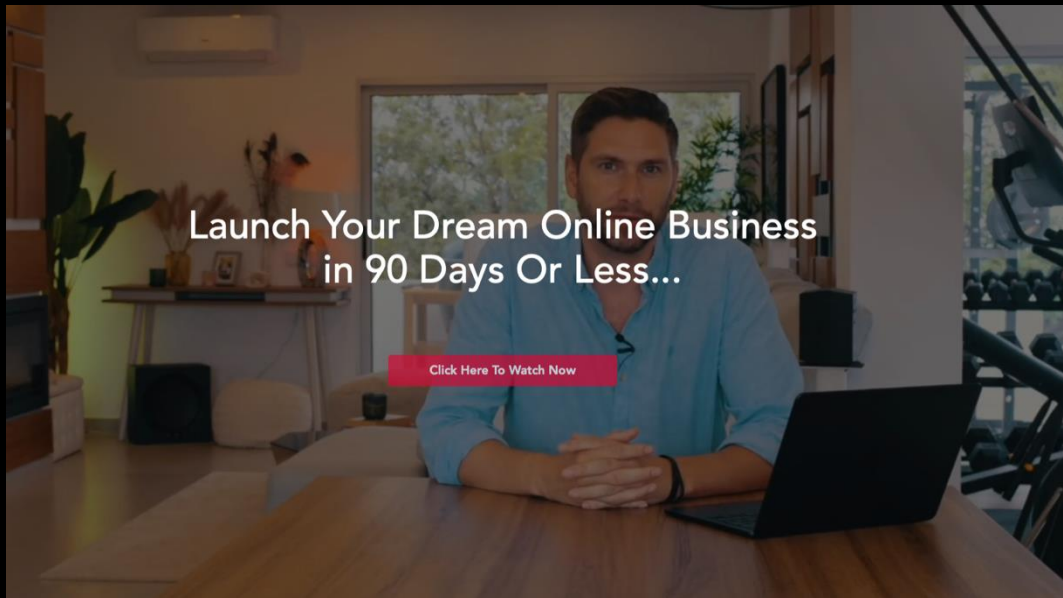 Launch Your Dream Online Business
in 90 Days Or Less...
Click Here To Watch Now